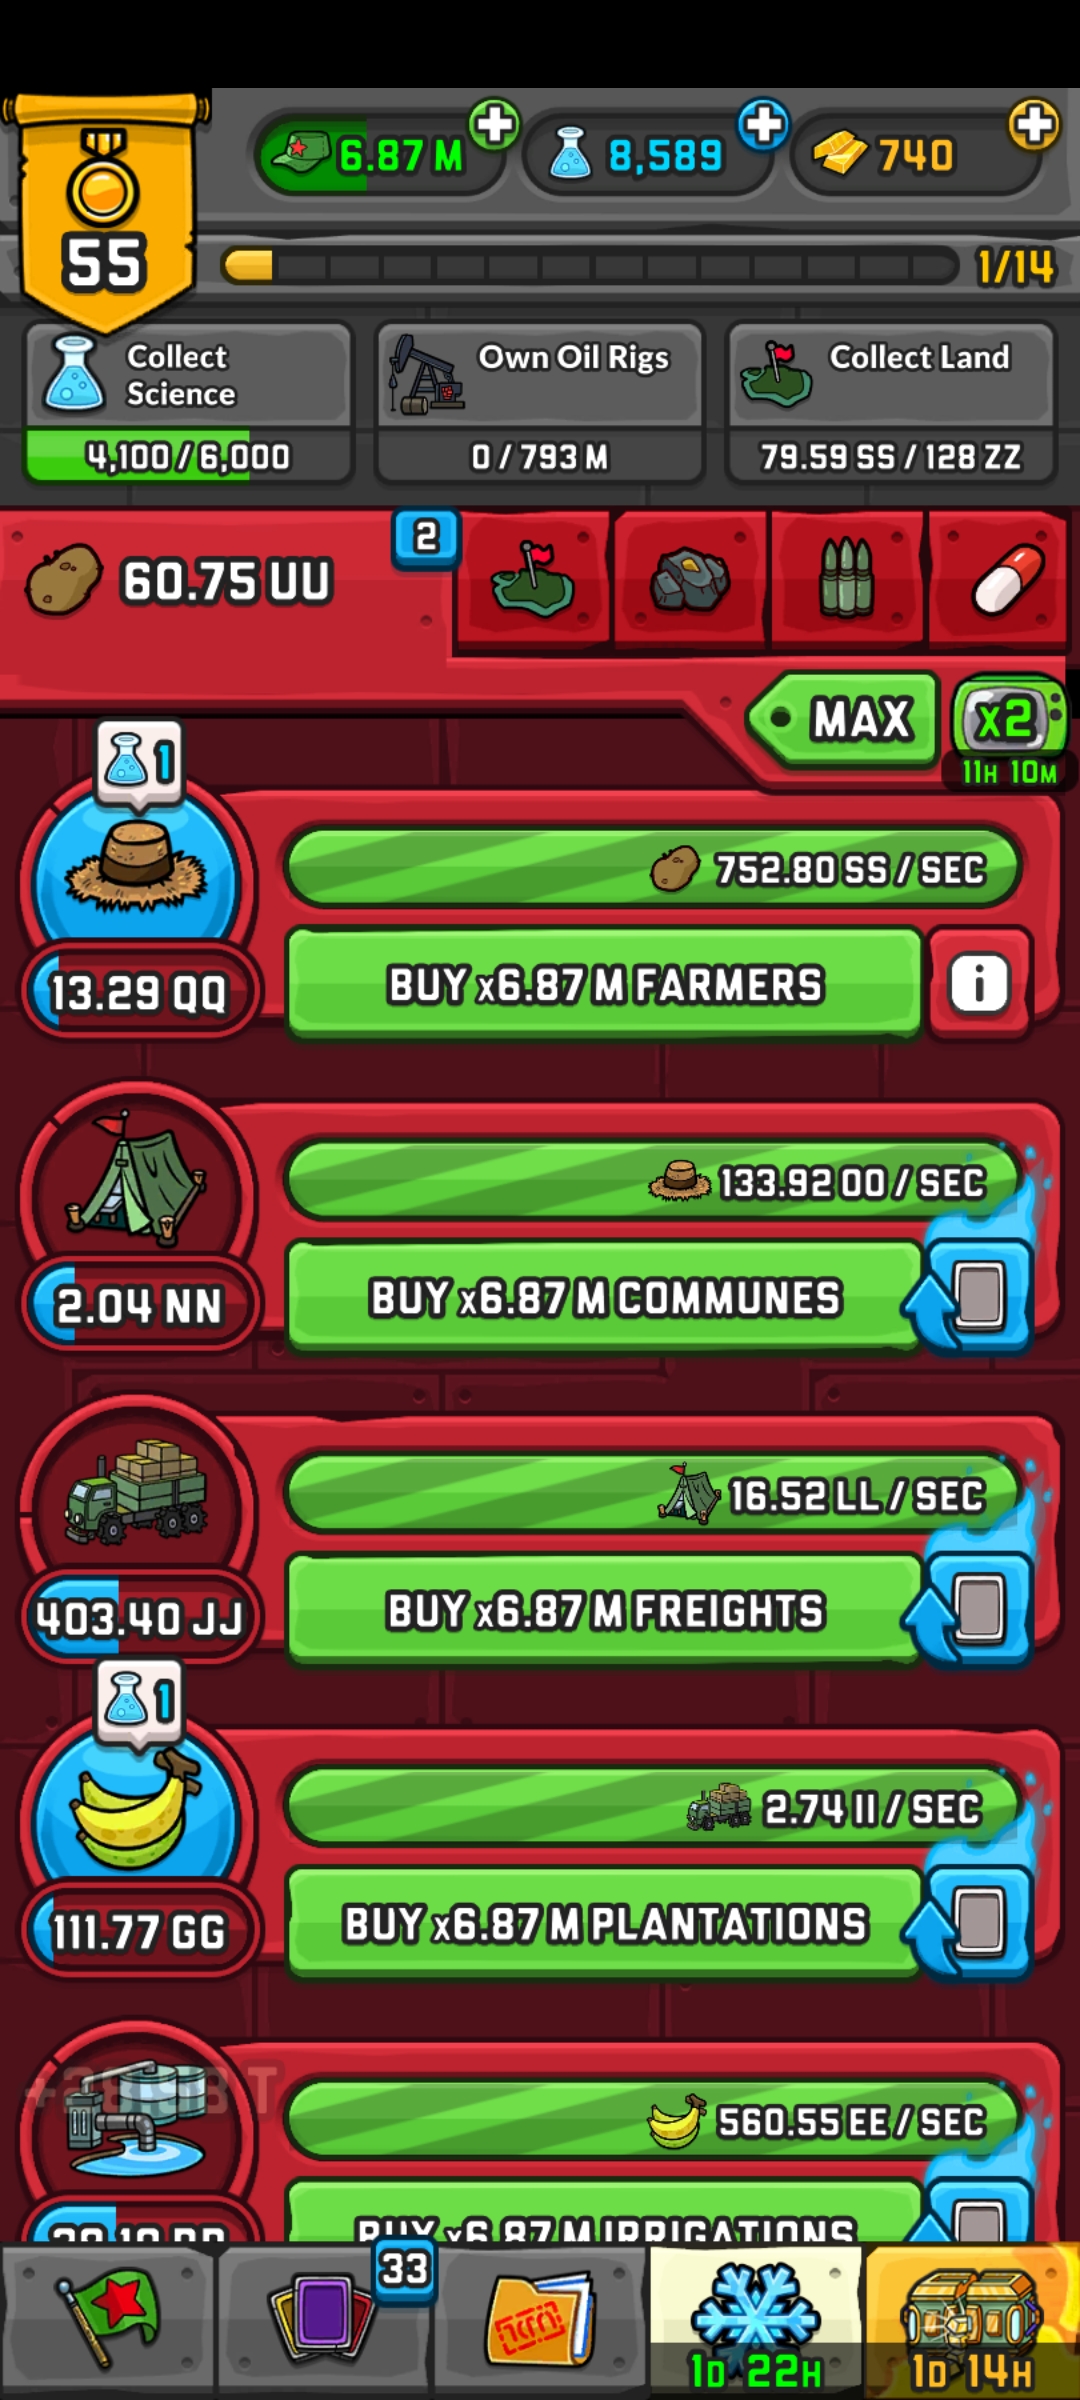 55
6.87 M
8,589
740
1/14
Collect
Science
4,100 / 6,000
Own Oil Rigs
0 / 793 M
Collect Land
79.59 SS / 128 ZZ
60.75 UU
2
MAX
x2
11H 10M
1
752.80 SS / SEC
13.29 QQ
BUY x6.87 M FARMERS
i
133.92 OO / SEC
2.04 NN
BUY x6.87 M COMMUNES
16.52 LL / SEC
403.40 JJ
BUY x6.87 M FREIGHTS
1
2.74 II / SEC
111.77 GG
BUY x6.87 M PLANTATIONS
560.55 EE / SEC
BUY x6.87 M IRRIGATIONS
33
1D 22H
1D 14H